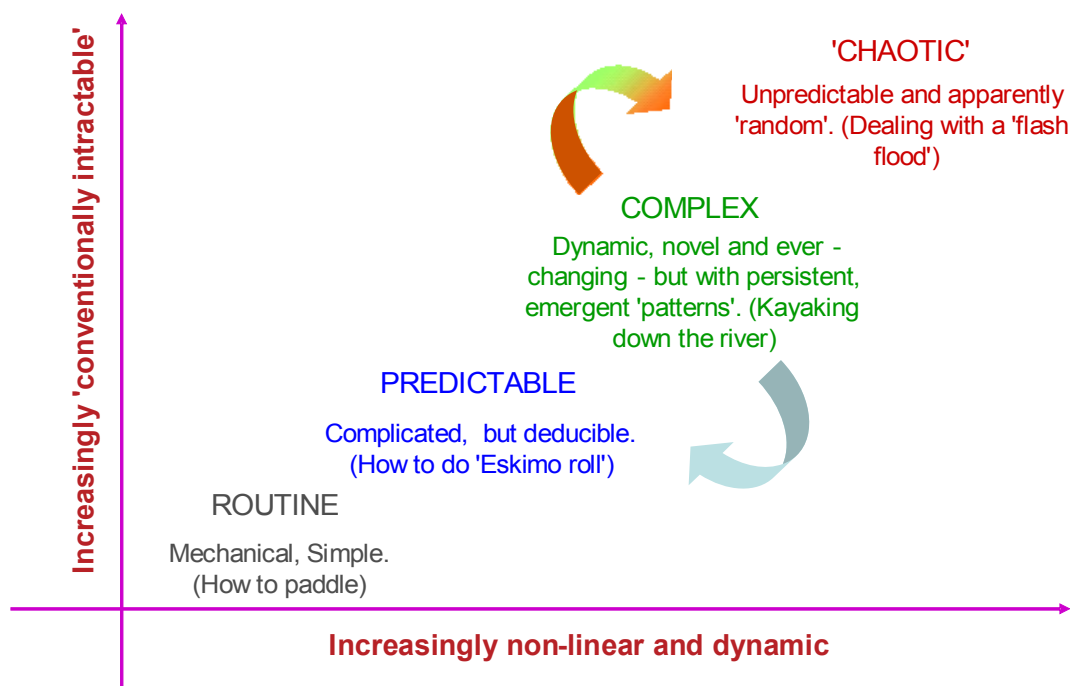 Increasingly 'conventionally intractable'
'CHAOTIC'
Unpredictable and apparently
'random'. (Dealing with a 'flash
flood')
COMPLEX
Dynamic, novel and ever -
changing - but with persistent,
emergent 'patterns'. (Kayaking
down the river)
PREDICTABLE
Complicated, but deducible.
(How to do 'Eskimo roll')
ROUTINE
Mechanical, Simple.
(How to paddle)
Increasingly non-linear and dynamic